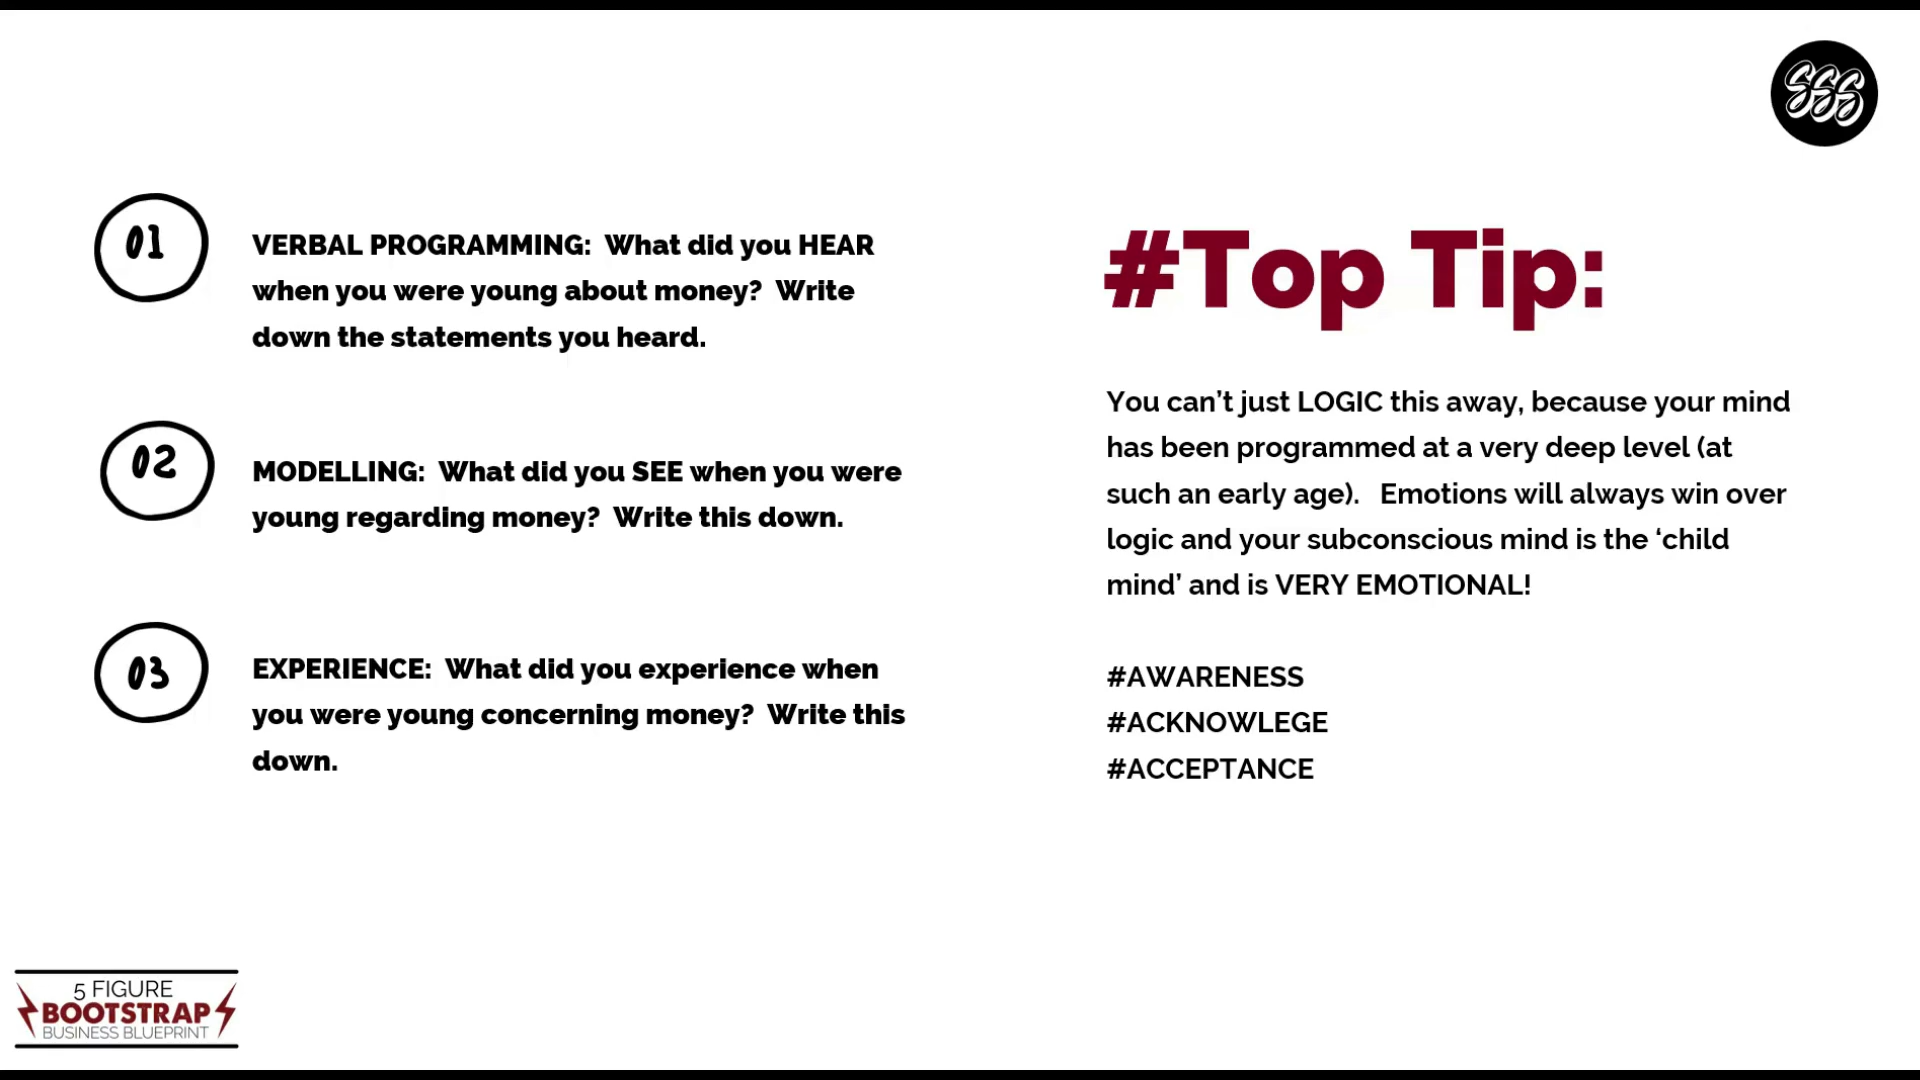 SSS
01
VERBAL PROGRAMMING:  What did you HEAR
when you were young about money?  Write
down the statements you heard.
02
MODELLING:  What did you SEE when you were
young regarding money?  Write this down.
03
EXPERIENCE:  What did you experience when
you were young concerning money?  Write this
down.
#Top Tip:
You can’t just LOGIC this away, because your mind
has been programmed at a very deep level (at
such an early age).   Emotions will always win over
logic and your subconscious mind is the ‘child
mind’ and is VERY EMOTIONAL!
#AWARENESS
#ACKNOWLEGE
#ACCEPTANCE
5 FIGURE
BOOTSTRAP
BUSINESS BLUEPRINT